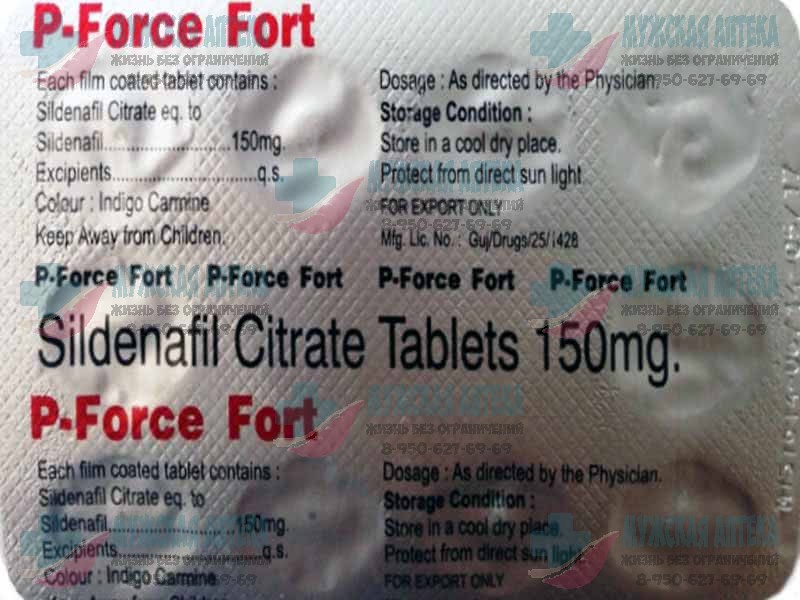 P-Force Fort
Each film coated tablet contains :
Sildenafil Citrate eq. to
Sildenafil.......................150mg.
Excipients..........................q.s.
Colour : Indigo Carmine
Keep Away from Children.
Dosage : As directed by the Physician.
Storage Condition :
Store in a cool dry place.
Protect from direct sun light
FOR EXPORT ONLY
Mfg. Lic. No. : Guj/Drugs/25/1428
P-Force Fort P-Force Fort P-Force Fort P-Force Fort
Sildenafil Citrate Tablets 150mg.
P-Force Fort
Each film coated tablet contains :
Sildenafil Citrate eq. to
Sildenafil.......................150mg.
Excipients..........................q.s.
Colour : Indigo Carmine
Dosage : As directed by the Physician.
Storage Condition :
Store in a cool dry place.
Protect from direct sun light
FOR EXPORT ONLY
МУЖСКАЯ АПТЕКА
ЖИЗНЬ БЕЗ ОГРАНИЧЕНИЙ
8-950-627-69-69